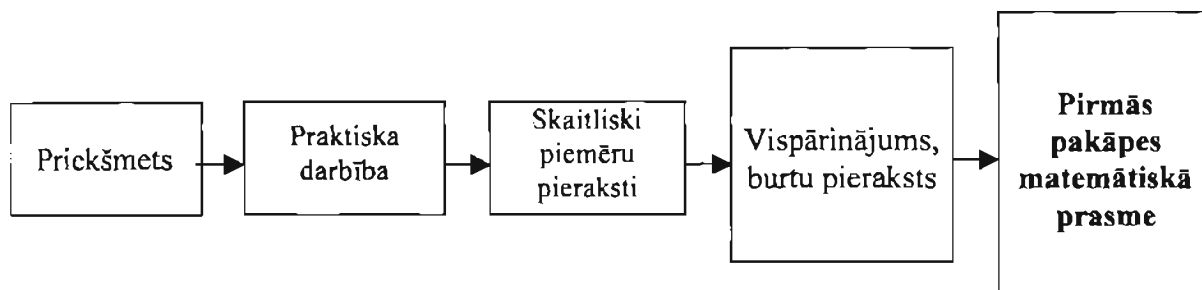 Prickšmets
Praktiska
darbība
Skaitliski
piemēru
pieraksti
Vispārinājums,
burtu pieraksts
Pirmās
pakāpes
matemātiskā
prasme